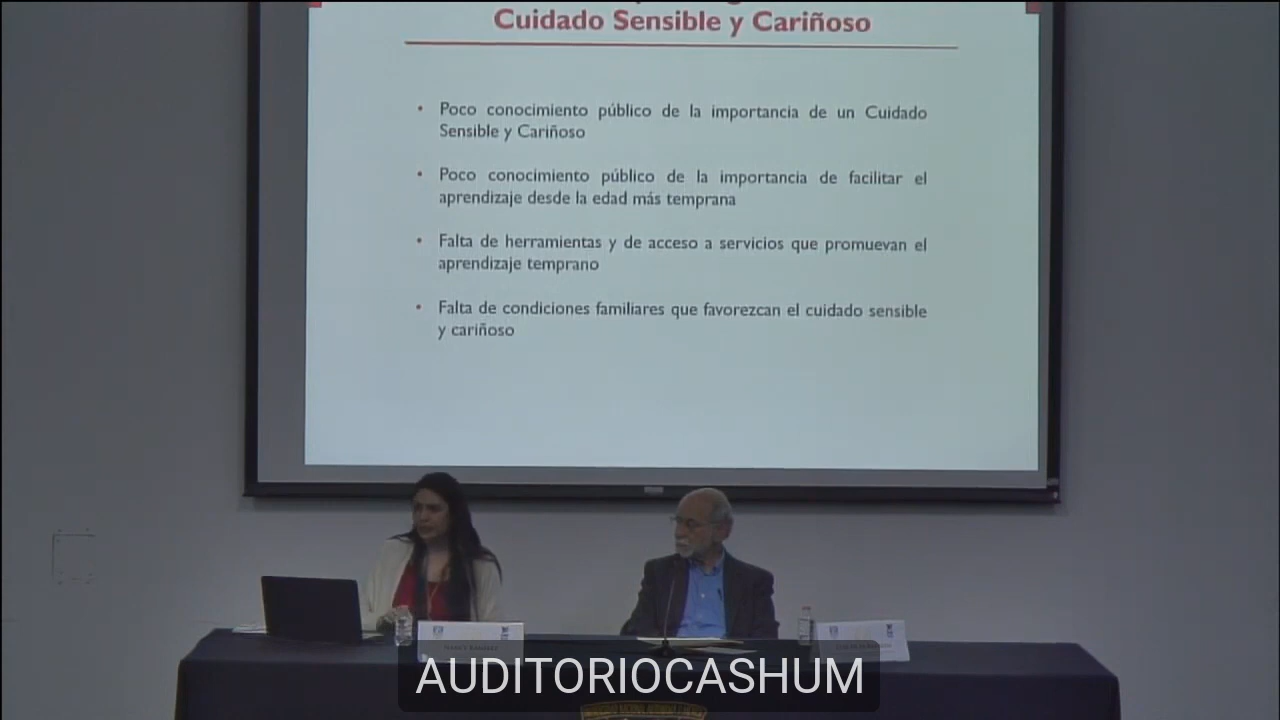 Cuidado Sensible y Cariñoso
• Poco conocimiento público de la importancia de un Cuidado
Sensible y Cariñoso
• Poco conocimiento público de la importancia de facilitar el
aprendizaje desde la edad más temprana
• Falta de herramientas y de acceso a servicios que promuevan el
aprendizaje temprano
• Falta de condiciones familiares que favorezcan el cuidado sensible
y cariñoso
AUDITORIOCASHUM